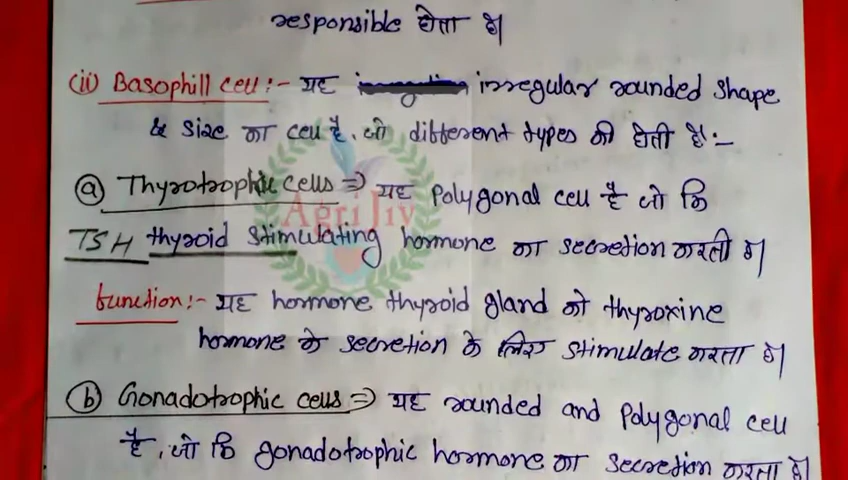 responsible होता है।
(ii) Basophill cell:- यह irregular rounded shape
& size का cell है, जो different types की होती है:-
(a) Thyrotrophic cells ⇒ यह Polygonal cell है जो कि
TSH thyroid stimulating hormone का secretion करती है।
function:- यह hormone thyroid gland को thyroxine
hormone के secretion के लिए stimulate करता है।
(b) Gonadotrophic cells ⇒ यह rounded and Polygonal cell
है, जो कि gonadotrophic hormone का secretion करता है।
Agri Jiv